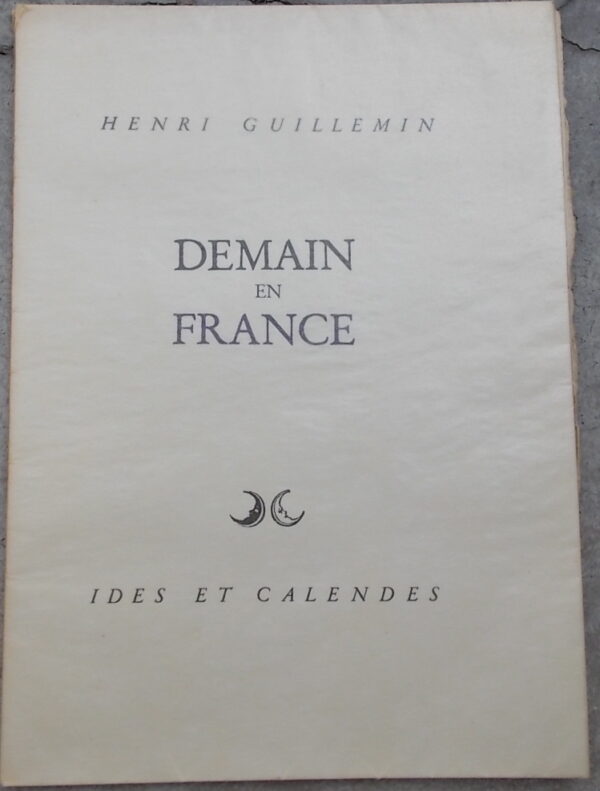 HENRI GUILLEMIN
DEMAIN
EN
FRANCE
IDES ET CALENDES